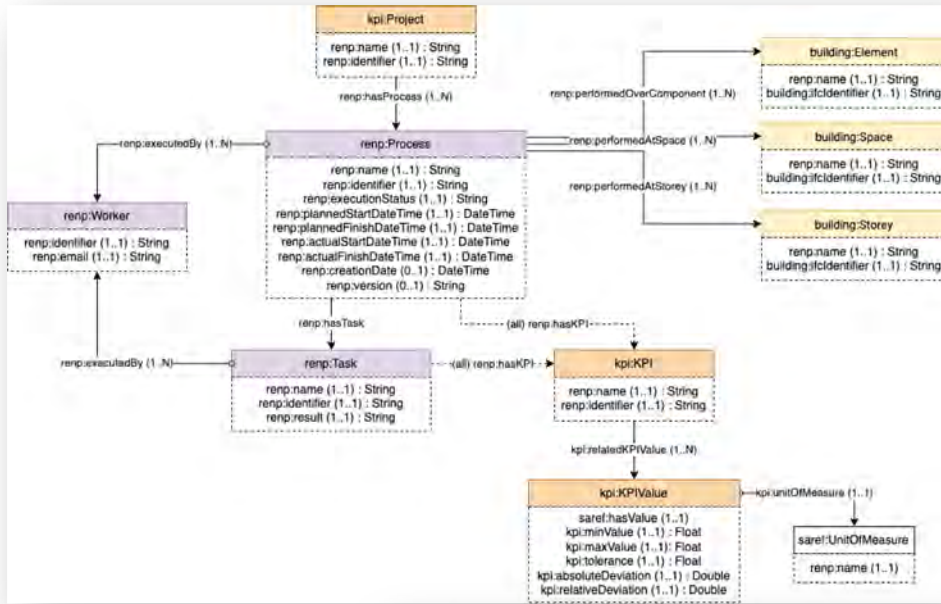 kpi:Project
renp:name (1..1) : String
renp:identifier (1..1) : String
renp:hasProcess (1..N)
renp:performedOverComponent (1..N)
building:Element
renp:name (1..1) : String
building:ifcIdentifier (1..1) : String
renp:executedBy (1..N)
renp:Process
renp:performedAtSpace (1..N)
building:Space
renp:name (1..1) : String
building:ifcIdentifier (1..1) : String
renp:name (1..1) : String
renp:identifier (1..1) : String
renp:executionStatus (1..1) : String
renp:plannedStartDateTime (1..1) : DateTime
renp:plannedFinishDateTime (1..1) : DateTime
renp:actualStartDateTime (1..1) : DateTime
renp:actualFinishDateTime (1..1) : DateTime
renp:creationDate (0..1) : DateTime
renp:version (0..1) : String
renp:performedAtStorey (1..N)
renp:Worker
renp:identifier (1..1) : String
renp:email (1..1) : String
building:Storey
renp:name (1..1) : String
building:ifcIdentifier (1..1) : String
renp:hasTask
(all) renp:hasKPI
renp:executedBy (1..N)
renp:Task
(all) renp:hasKPI
kpi:KPI
renp:name (1..1) : String
renp:identifier (1..1) : String
renp:result (1..1) : String
renp:name (1..1) : String
renp:identifier (1..1) : String
kpi:relatedKPIValue (1..N)
kpi:KPIValue
kpi:unitOfMeasure (1..1)
saref:hasValue (1..1)
kpi:minValue (1..1) : Float
kpi:maxValue (1..1): Float
kpi:tolerance (1..1) : Float
kpi:absoluteDeviation (1..1) : Double
kpi:relativeDeviation (1..1) : Double
saref:UnitOfMeasure
renp:name (1..1)